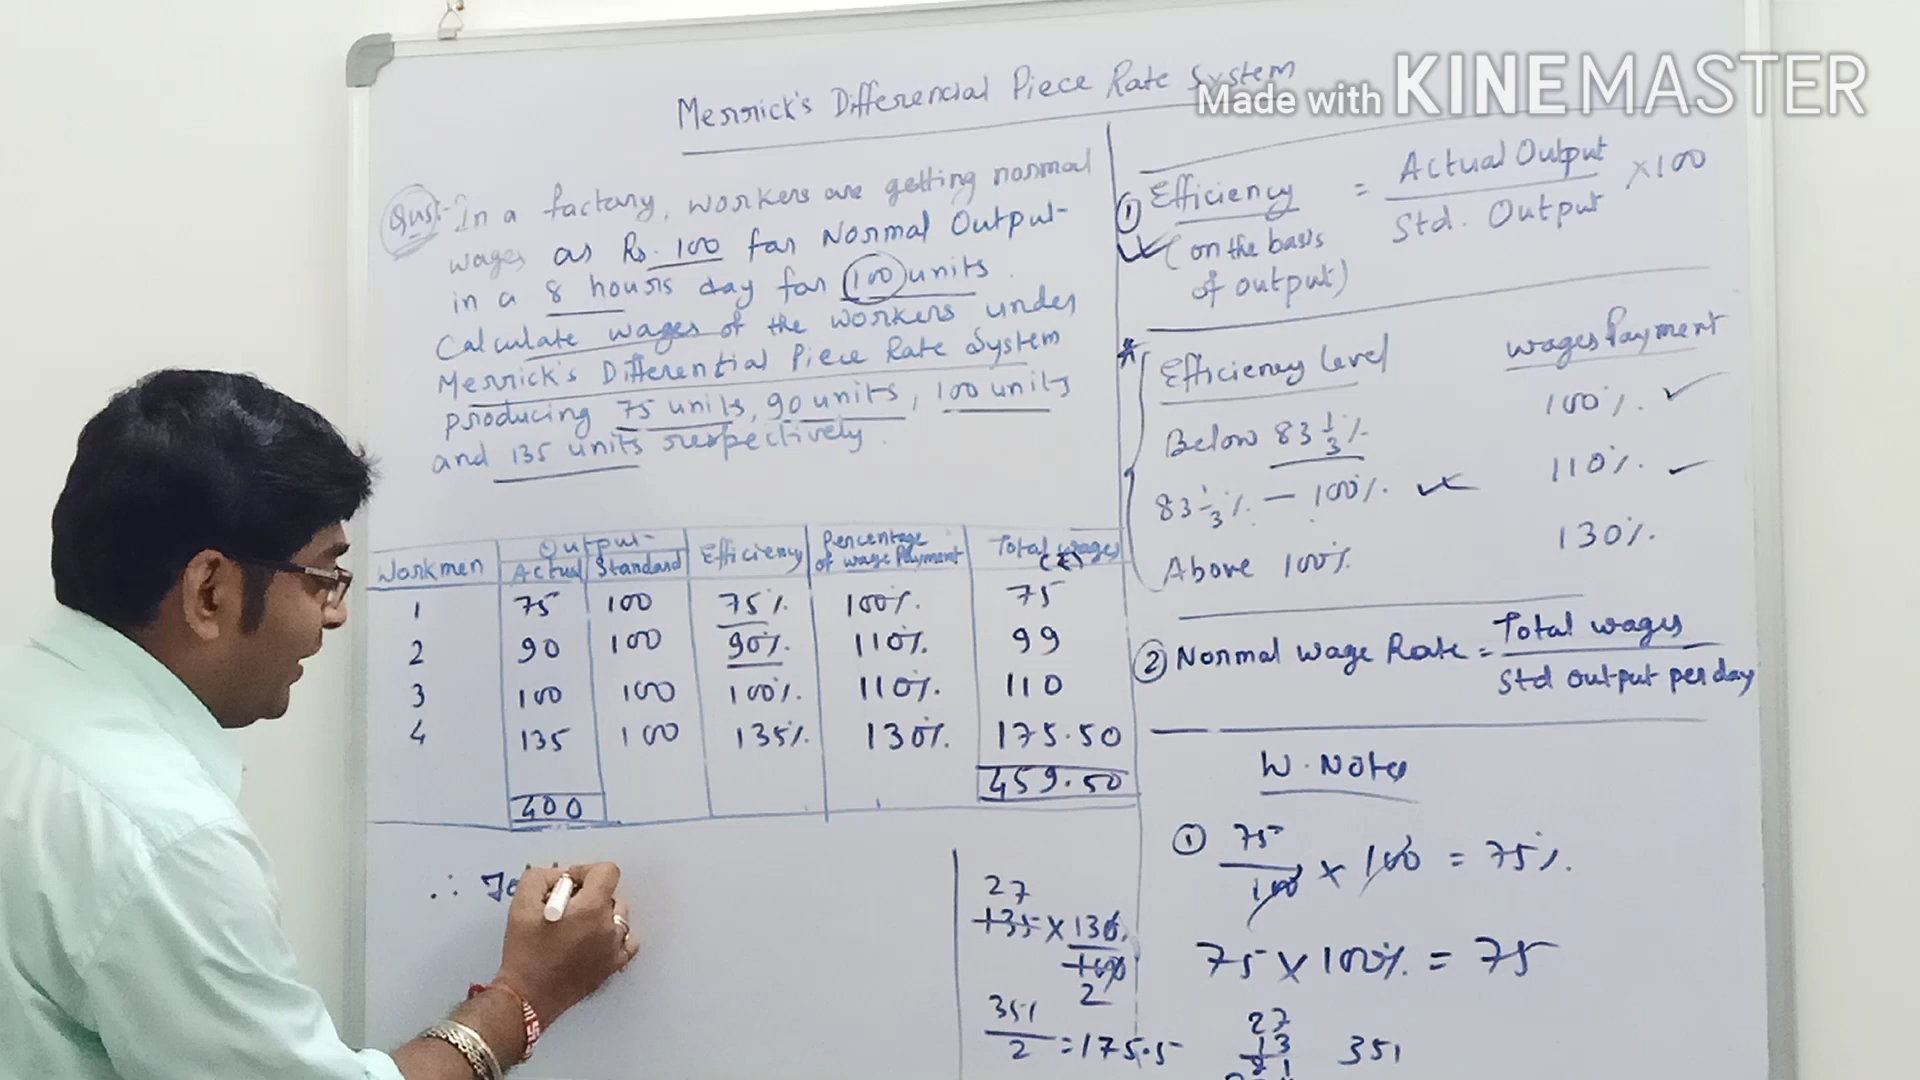 Merrick's Differencial Piece Rate System
Made with KINEMASTER
Ques:- In a factory, workers are getting normal
wages as Rs. 100 for Normal Output
in a 8 hours day for 100 units.
Calculate wages of the workers under
Merrick's Differential Piece Rate System
producing 75 units, 90 units, 100 units
and 135 units respectively.
Workmen Output Efficiency Percentage of wage Payment Total wages
Actual Standard
1 75 100 75% 100% 75
2 90 100 90% 110% 99
3 100 100 100% 110% 110
4 135 100 135% 130% 175.50
400 459.50
∴
27
135 × 130
100
2
351
2 = 175.5
① Efficiency = Actual Output × 100
Std. Output
(on the basis
of output)
* Efficiency Level Wages Payment
Below 83 1/3% 100%
83 1/3% — 100% 110%
Above 100% 130%
② Normal Wage Rate = Total wages
Std output per day
W. Notes
① 75
100 × 100 = 75%
75 × 100% = 75
27
13 351